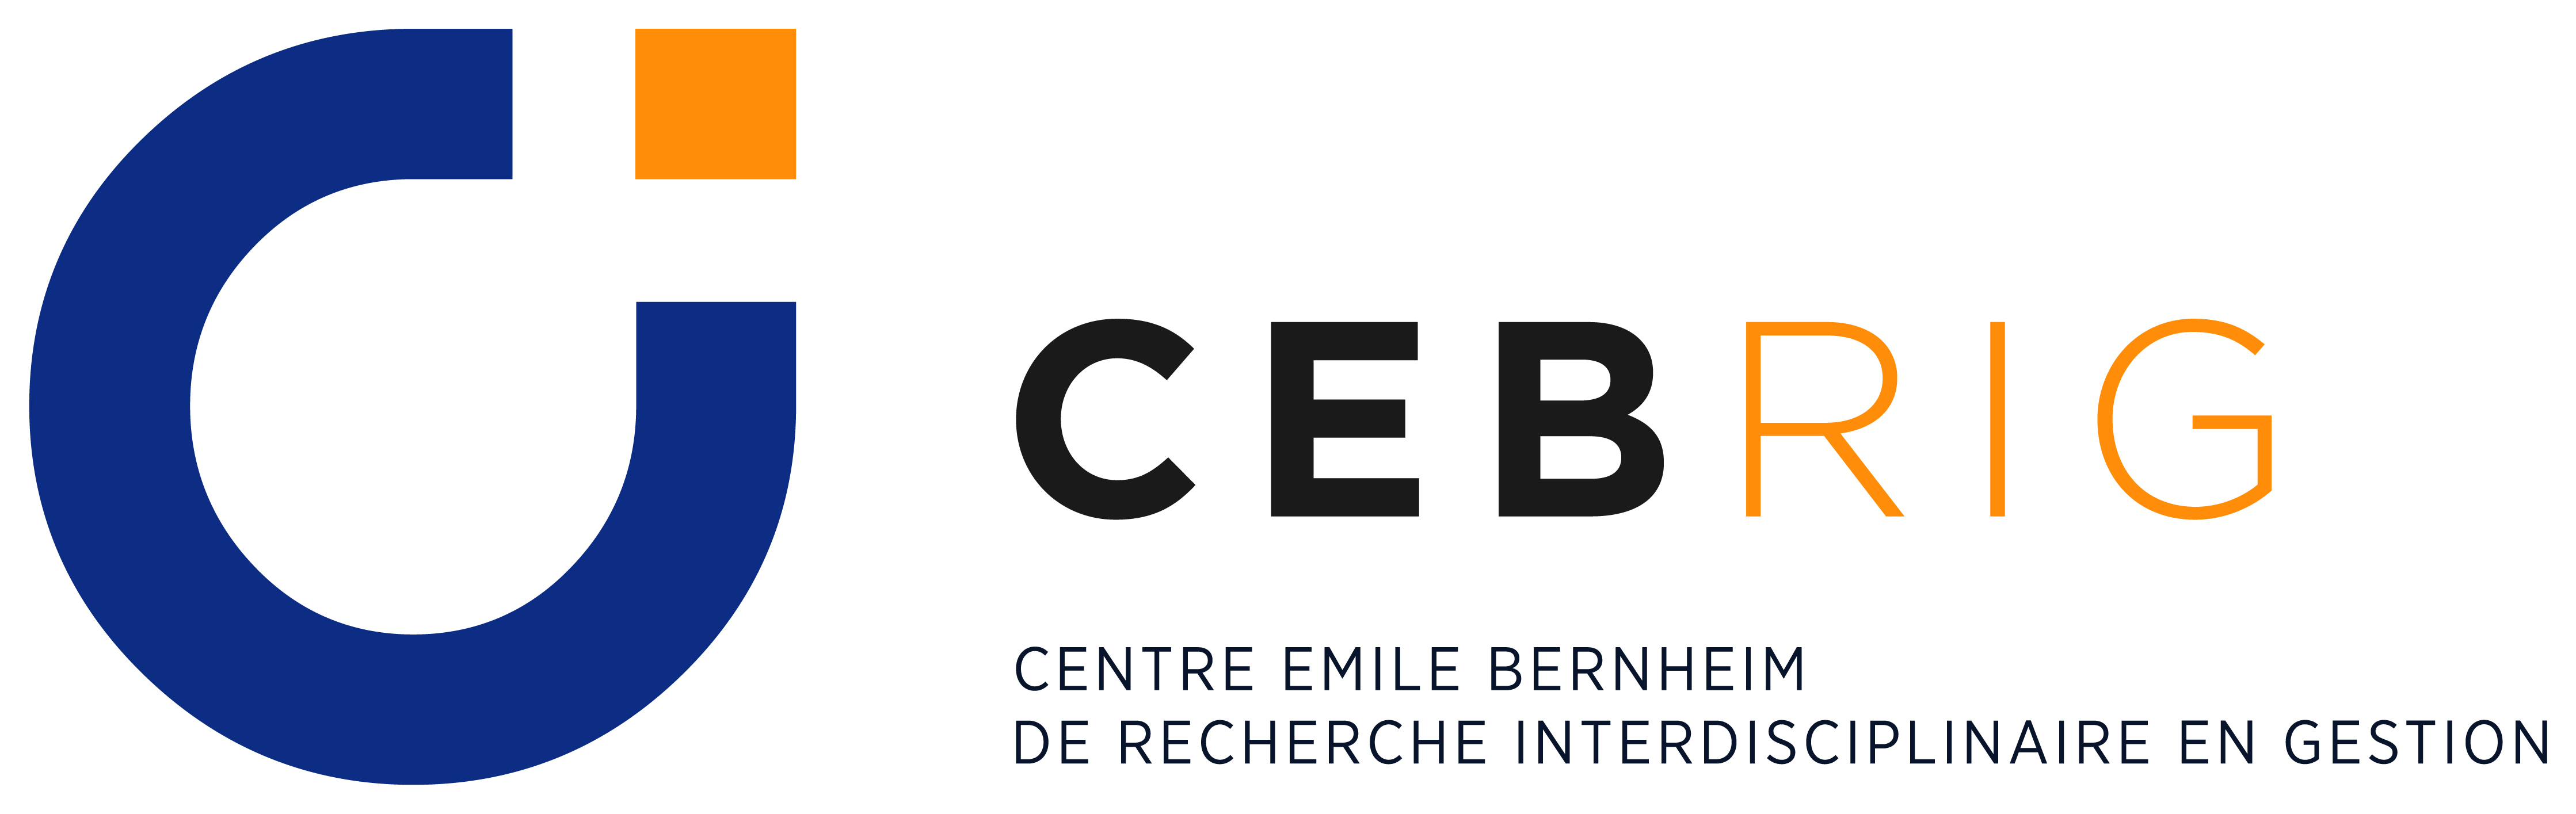 CEBRIG
CENTRE EMILE BERNHEIM
DE RECHERCHE INTERDISCIPLINAIRE EN GESTION